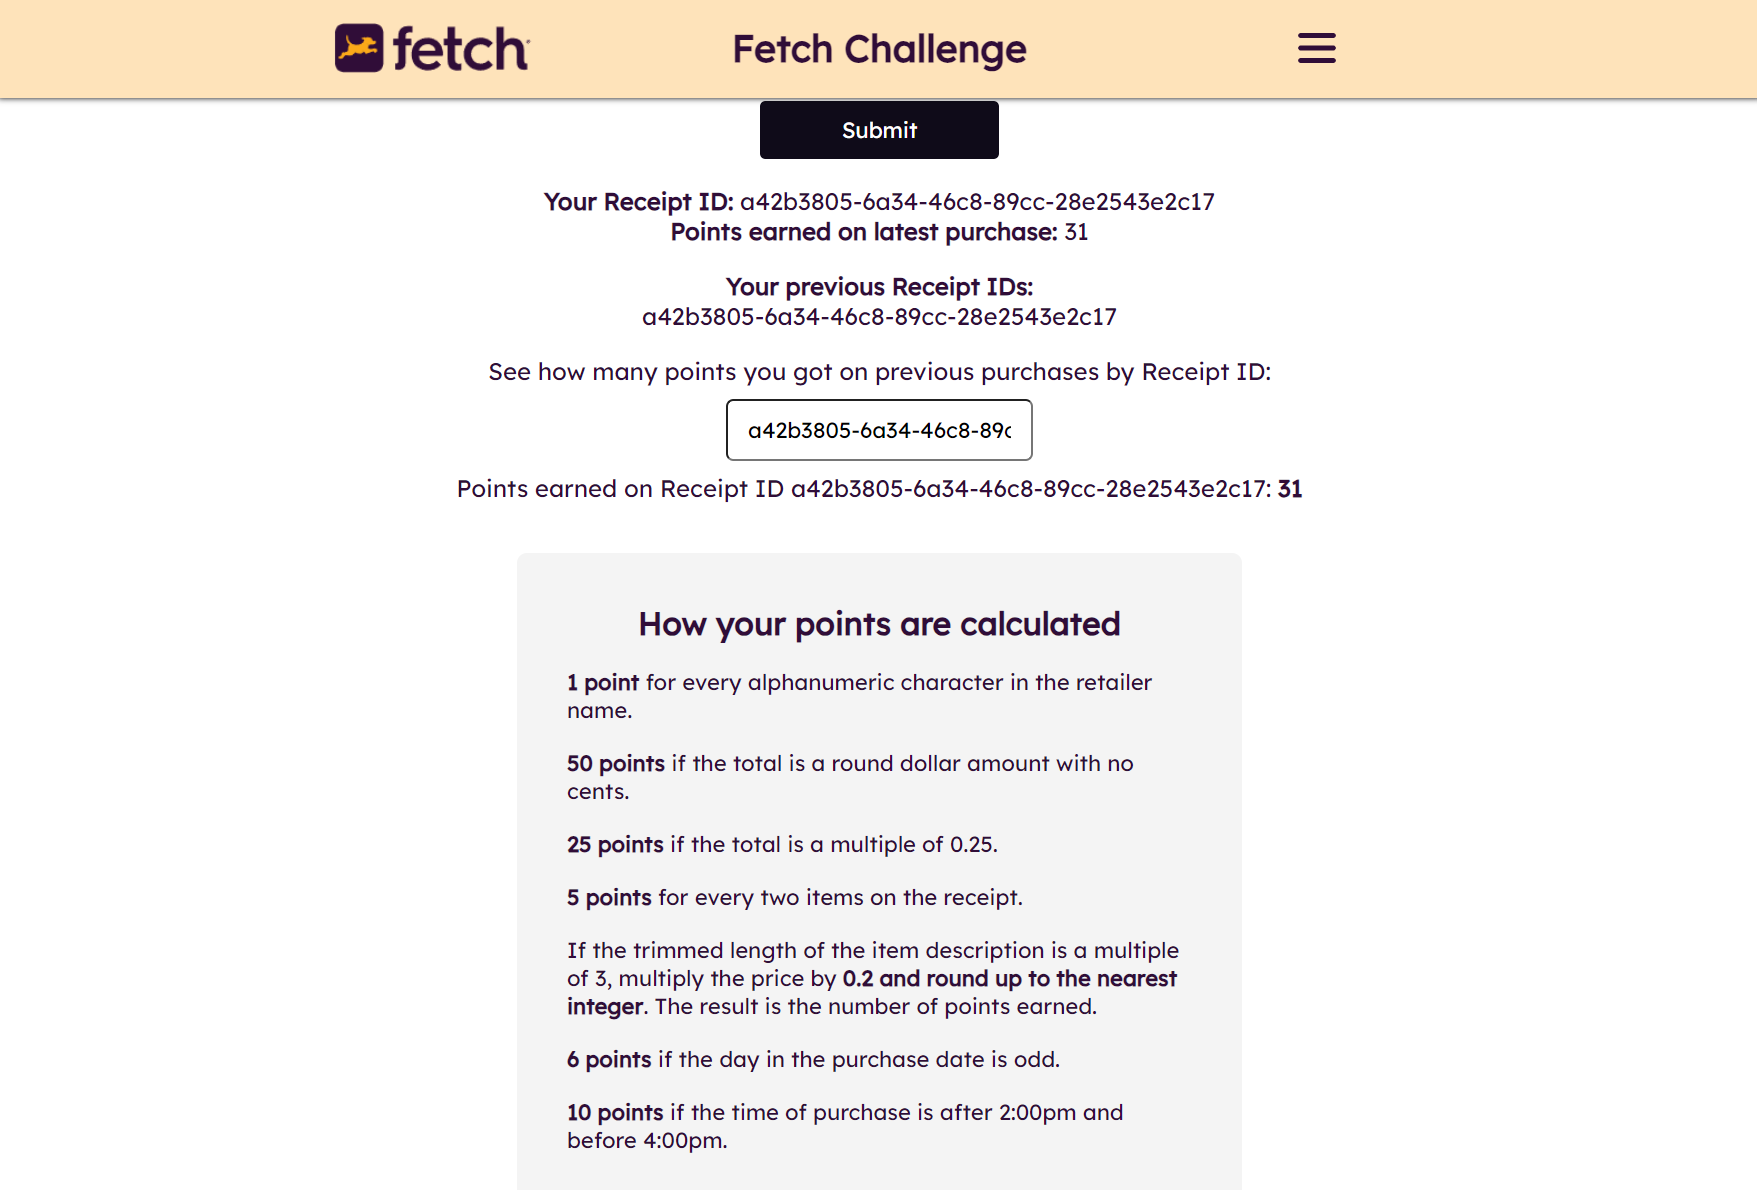 fetch
Fetch Challenge
Submit
Your Receipt ID: a42b3805-6a34-46c8-89cc-28e2543e2c17
Points earned on latest purchase: 31
Your previous Receipt IDs:
a42b3805-6a34-46c8-89cc-28e2543e2c17
See how many points you got on previous purchases by Receipt ID:
a42b3805-6a34-46c8-89c
Points earned on Receipt ID a42b3805-6a34-46c8-89cc-28e2543e2c17: 31
How your points are calculated
1 point for every alphanumeric character in the retailer
name.
50 points if the total is a round dollar amount with no
cents.
25 points if the total is a multiple of 0.25.
5 points for every two items on the receipt.
If the trimmed length of the item description is a multiple
of 3, multiply the price by 0.2 and round up to the nearest
integer. The result is the number of points earned.
6 points if the day in the purchase date is odd.
10 points if the time of purchase is after 2:00pm and
before 4:00pm.